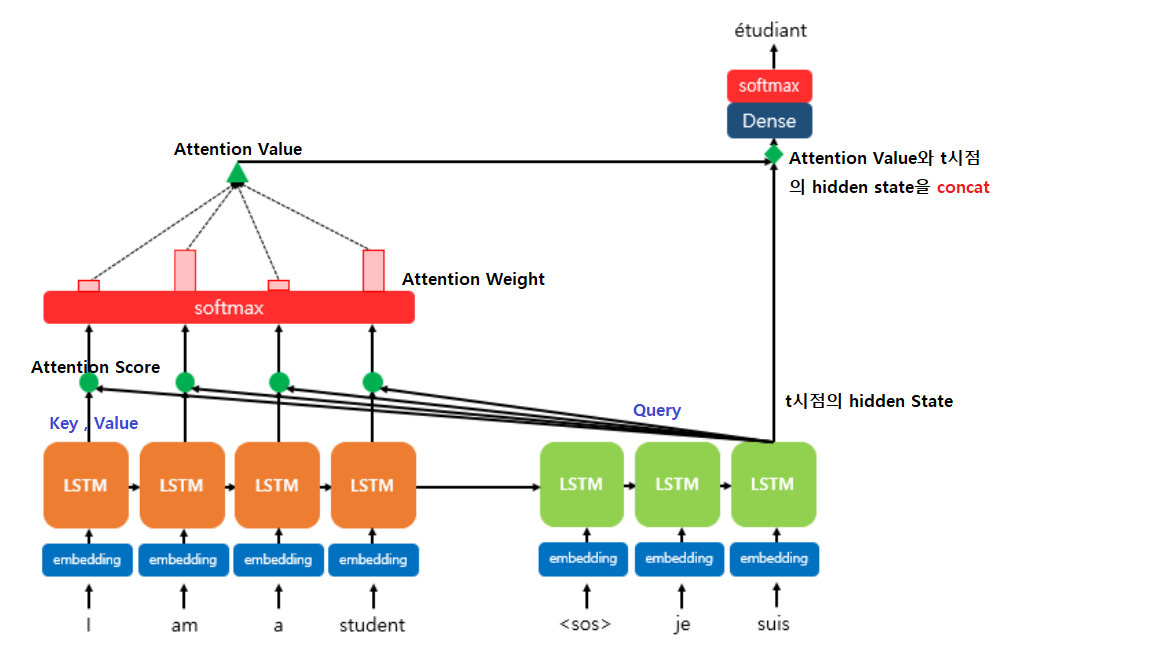 étudiant
softmax
Dense
Attention Value
Attention Value와 t시점
의 hidden state을 concat
Attention Weight
softmax
Attention Score
Key , Value
Query
t시점의 hidden State
LSTM LSTM LSTM LSTM LSTM LSTM LSTM
embedding embedding embedding embedding embedding embedding embedding
I am a student <sos> je suis